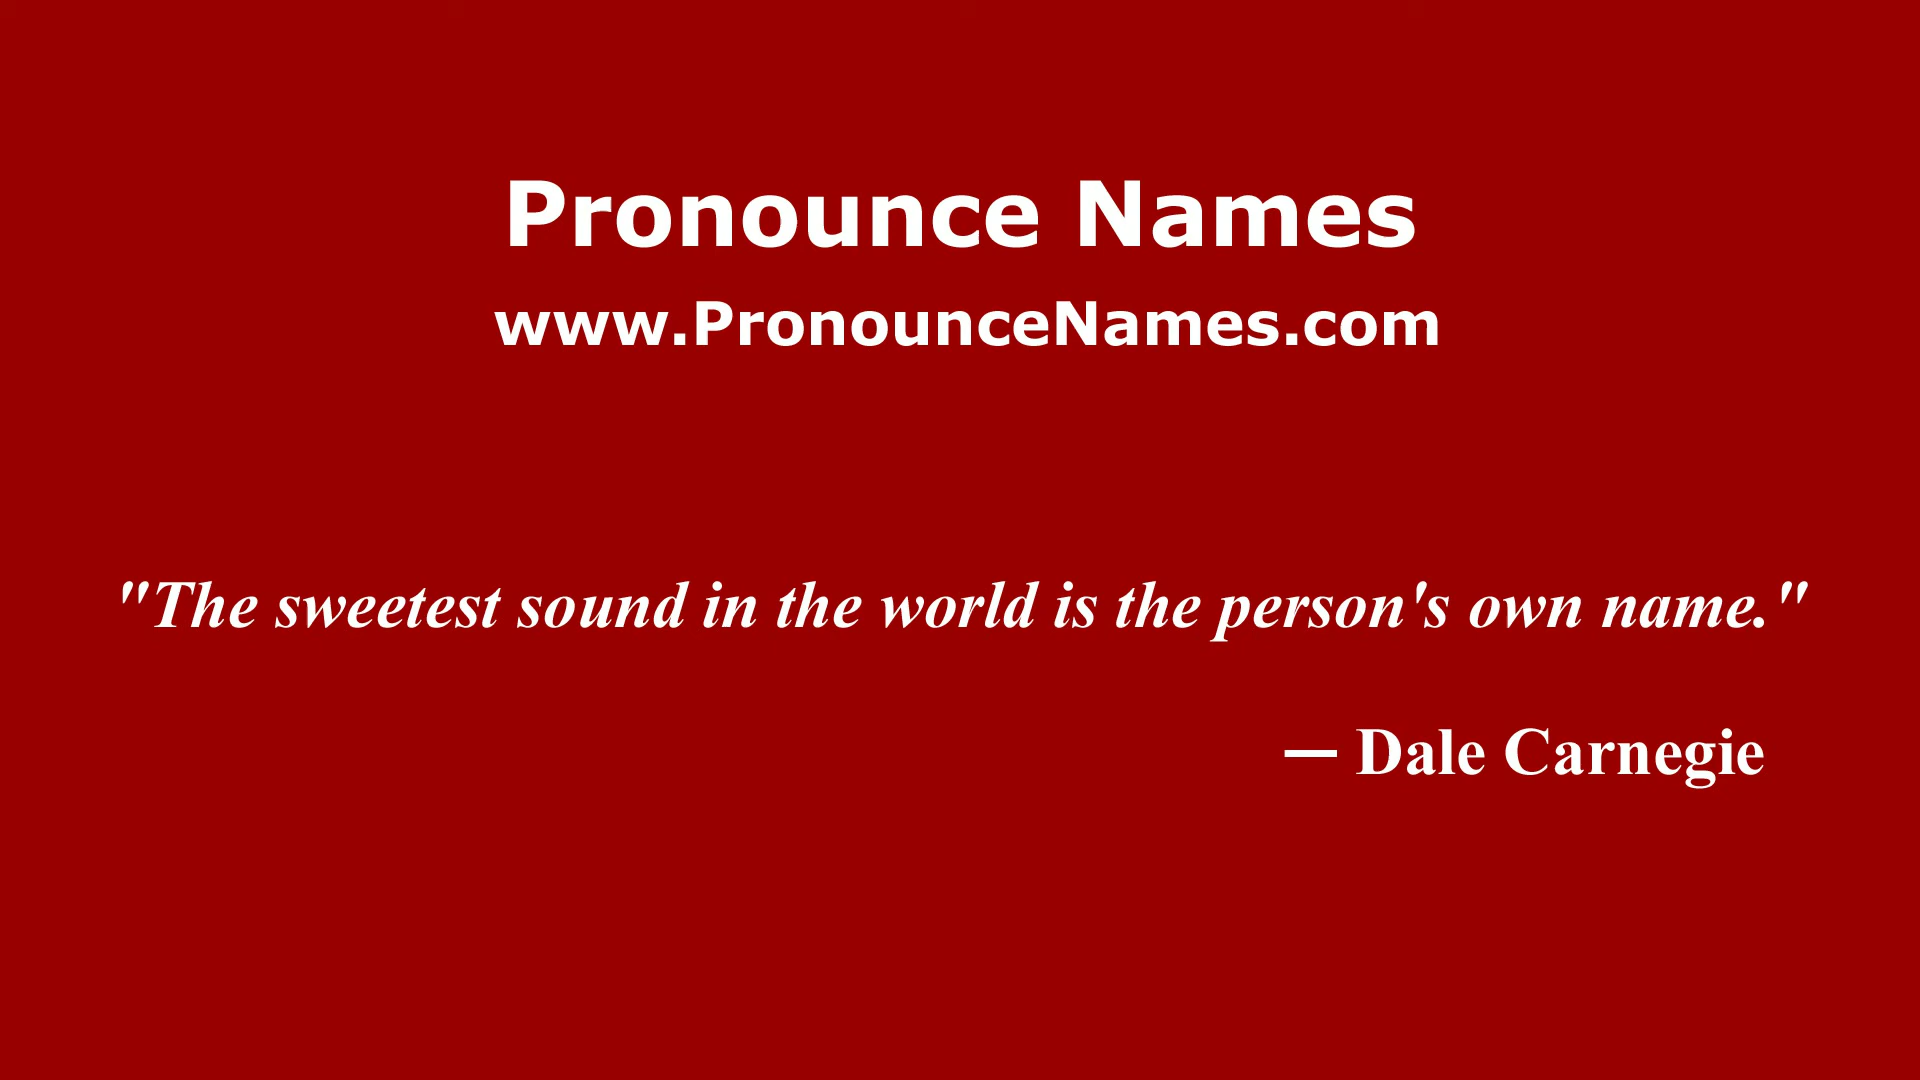 Pronounce Names
www.PronounceNames.com
"The sweetest sound in the world is the person's own name."
— Dale Carnegie